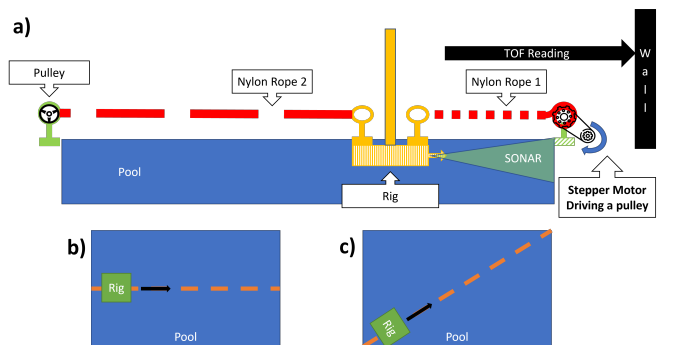 a)
TOF Reading
W
a
l
l
Pulley
Nylon Rope 2
Nylon Rope 1
Pool
SONAR
Rig
Stepper Motor
Driving a pulley
b)
Rig
Pool
c)
Rig
Pool